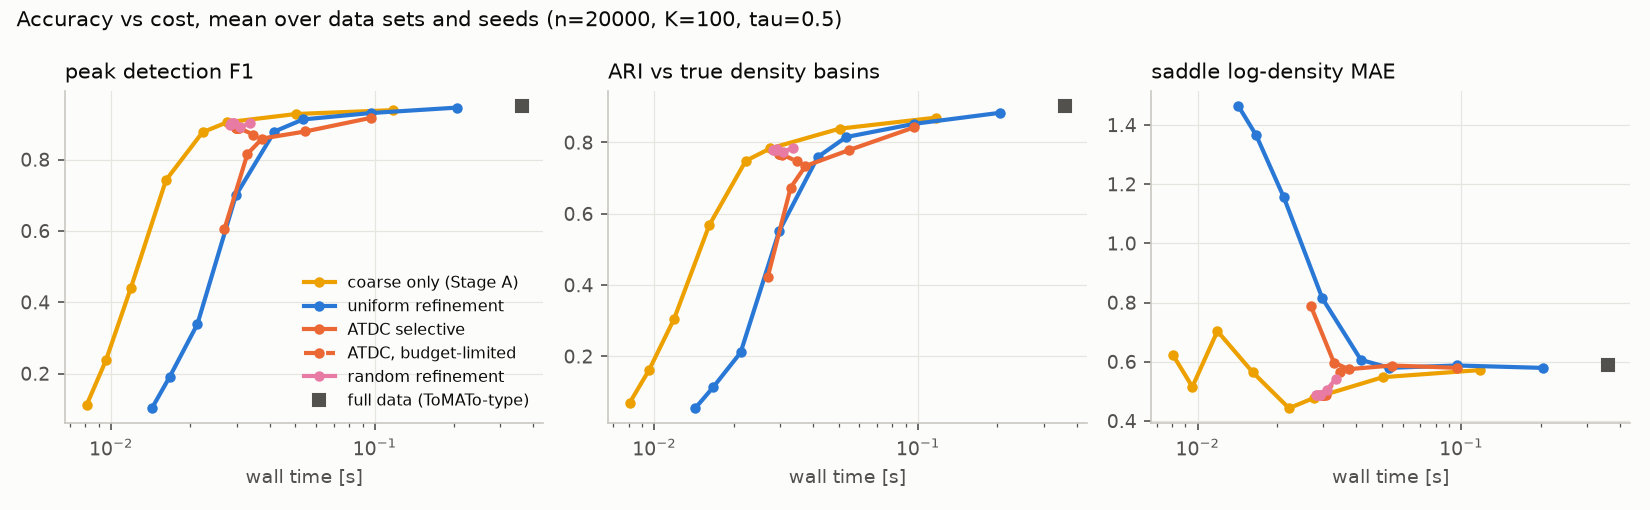 Accuracy vs cost, mean over data sets and seeds (n=20000, K=100, tau=0.5)
peak detection F1
0.8
0.6
0.4
0.2
10⁻²
10⁻¹
wall time [s]
coarse only (Stage A)
uniform refinement
ATDC selective
ATDC, budget-limited
random refinement
full data (ToMATo-type)
ARI vs true density basins
0.8
0.6
0.4
0.2
10⁻²
10⁻¹
wall time [s]
saddle log-density MAE
1.4
1.2
1.0
0.8
0.6
0.4
10⁻²
10⁻¹
wall time [s]